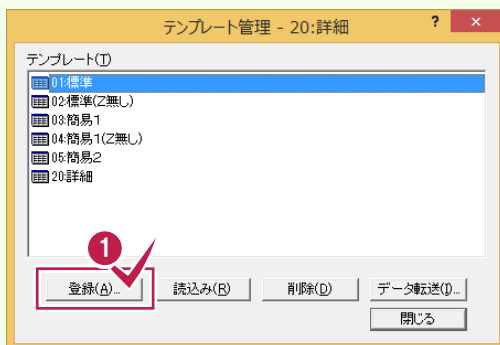 テンプレート管理 - 20:詳細 ? ×
テンプレート(T)
01:標準
02:標準(Z無し)
03:簡易1
04:簡易1(Z無し)
05:簡易2
20:詳細
1
登録(A)... 読込み(R) 削除(D) データ転送(I)...
閉じる